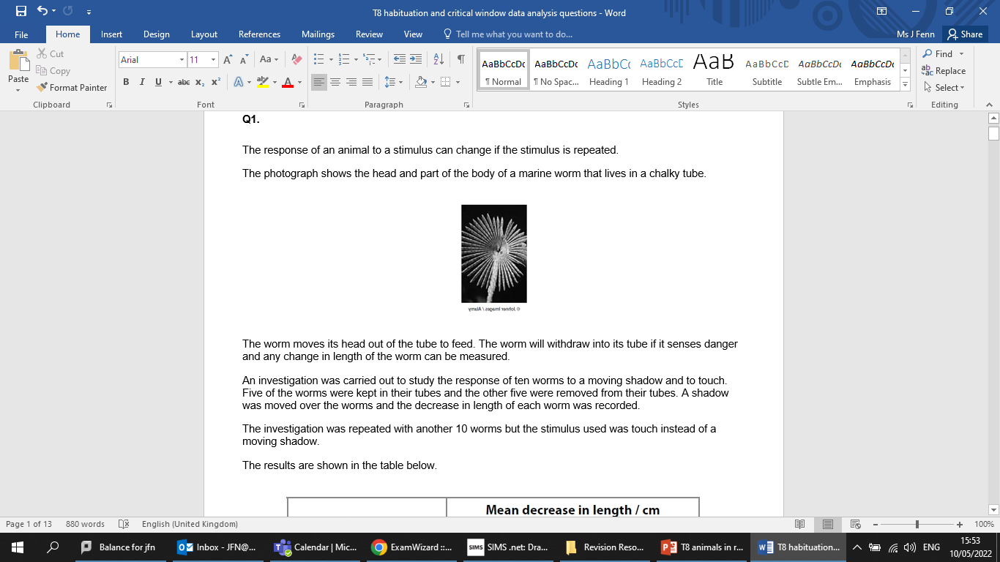 T8 habituation and critical window data analysis questions - Word
File Home Insert Design Layout References Mailings Review View Tell me what you want to do... Ms J Fenn Share
Paste
Cut
Copy
Format Painter
Clipboard
Arial 11
Font
Paragraph
AaBbCcDc AaBbCcDc AaBbCc AaBbCcD AaB AaBbCcD AaBbCcDc AaBbCcDc
¶ Normal ¶ No Spac... Heading 1 Heading 2 Title Subtitle Subtle Em... Emphasis
Styles
Find
Replace
Select
Editing
Q1.
The response of an animal to a stimulus can change if the stimulus is repeated.
The photograph shows the head and part of the body of a marine worm that lives in a chalky tube.
© Johner Images / Alamy
The worm moves its head out of the tube to feed. The worm will withdraw into its tube if it senses danger
and any change in length of the worm can be measured.
An investigation was carried out to study the response of ten worms to a moving shadow and to touch.
Five of the worms were kept in their tubes and the other five were removed from their tubes. A shadow
was moved over the worms and the decrease in length of each worm was recorded.
The investigation was repeated with another 10 worms but the stimulus used was touch instead of a
moving shadow.
The results are shown in the table below.
Mean decrease in length / cm
Page 1 of 13 880 words English (United Kingdom) 100%
Balance for jfn Inbox - JFN@... Calendar | Mic... ExamWizard ::... SIMS .net: Dra... Revision Reso... T8 animals in r... T8 habituation... ENG
15:53
10/05/2022